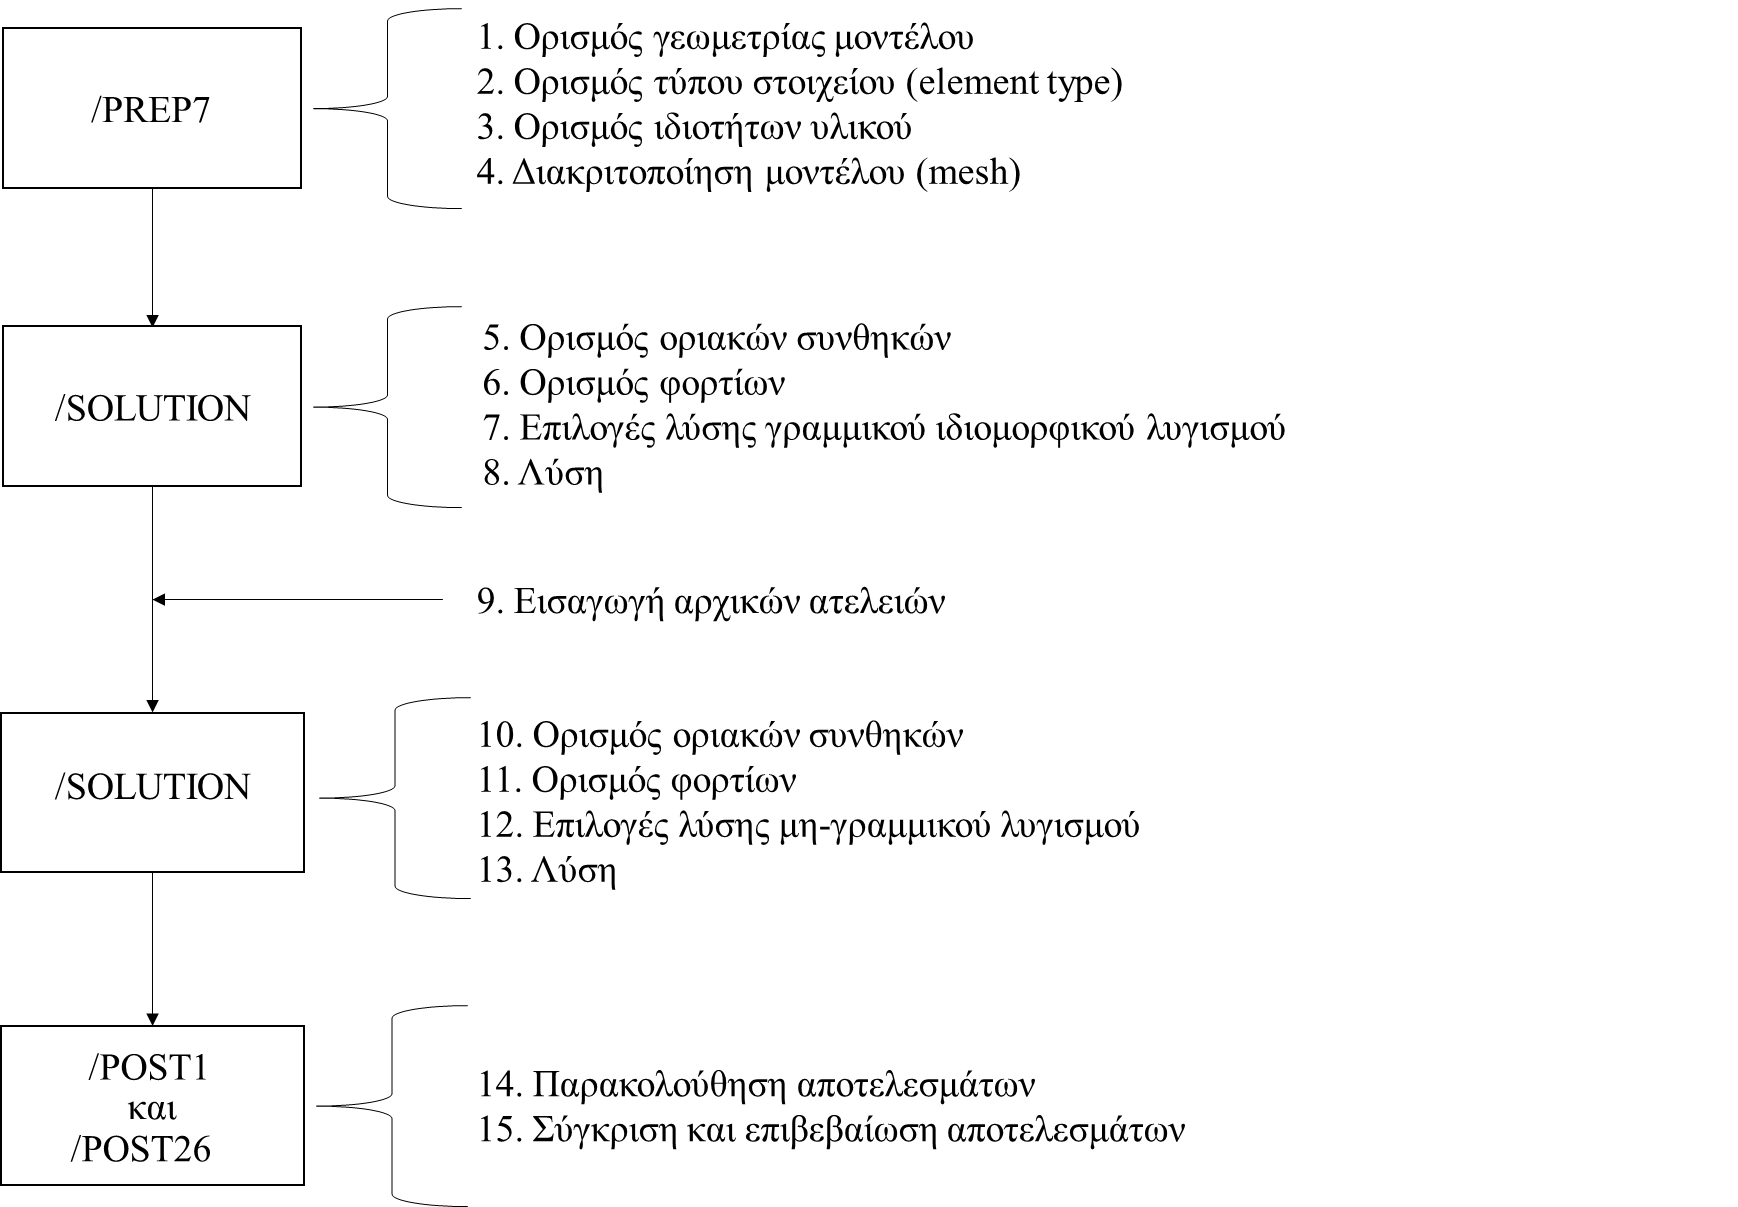 /PREP7
1. Ορισμός γεωμετρίας μοντέλου
2. Ορισμός τύπου στοιχείου (element type)
3. Ορισμός ιδιοτήτων υλικού
4. Διακριτοποίηση μοντέλου (mesh)
/SOLUTION
5. Ορισμός οριακών συνθηκών
6. Ορισμός φορτίων
7. Επιλογές λύσης γραμμικού ιδιομορφικού λυγισμού
8. Λύση
9. Εισαγωγή αρχικών ατελειών
/SOLUTION
10. Ορισμός οριακών συνθηκών
11. Ορισμός φορτίων
12. Επιλογές λύσης μη-γραμμικού λυγισμού
13. Λύση
/POST1
και
/POST26
14. Παρακολούθηση αποτελεσμάτων
15. Σύγκριση και επιβεβαίωση αποτελεσμάτων